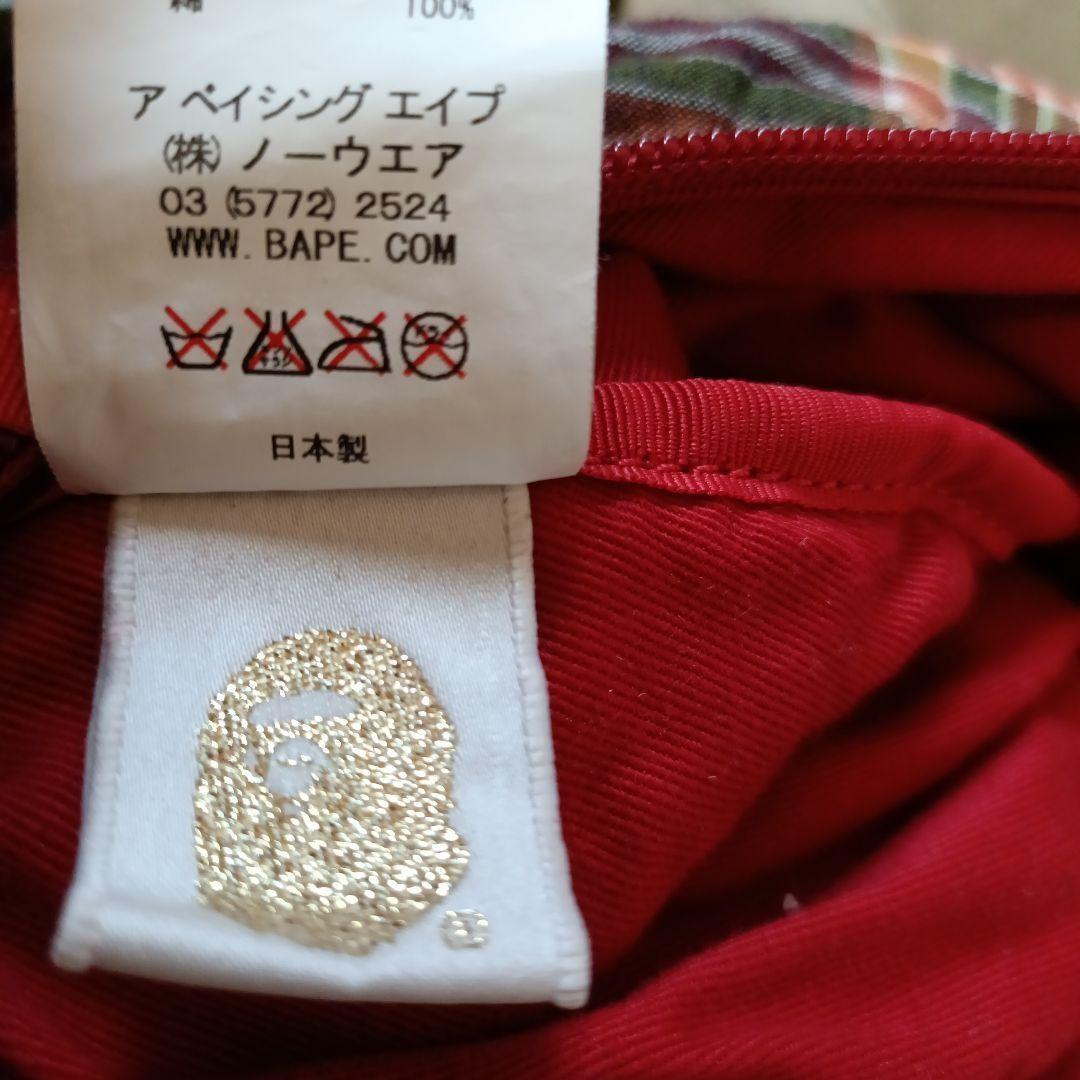 綿 100%
ア ベイシング エイプ
(株) ノーウエア
03 (5772) 2524
WWW. BAPE. COM
日本製